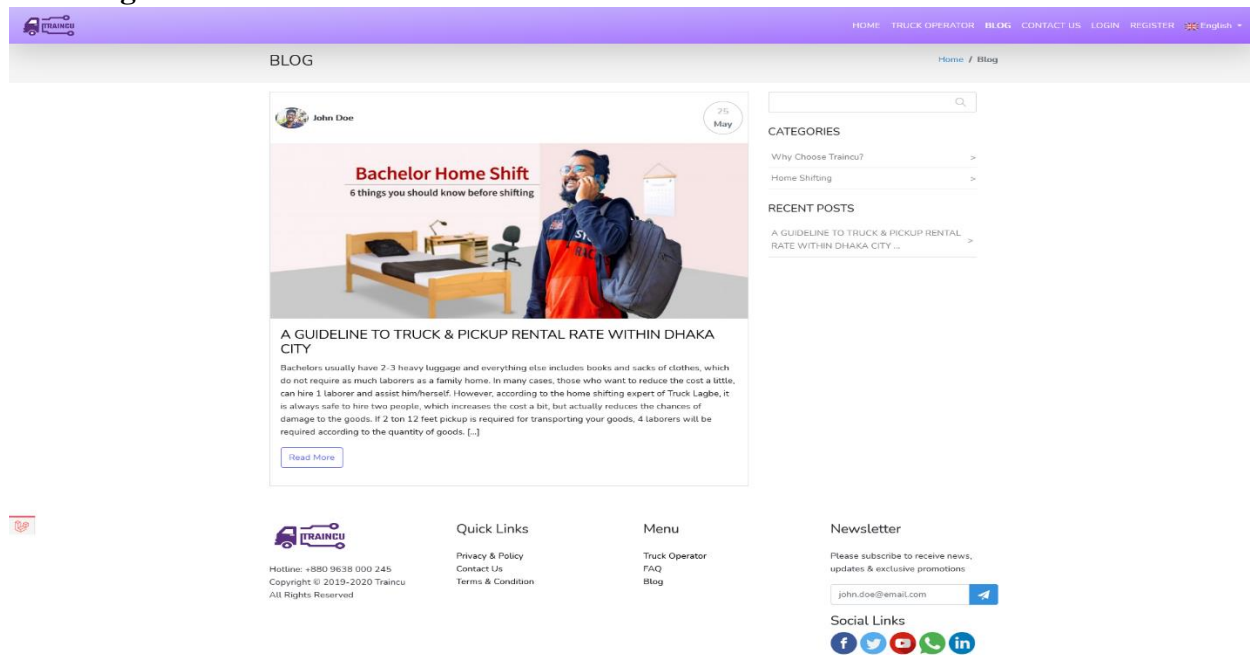 TRAINCU
HOME TRUCK OPERATOR BLOG CONTACT US LOGIN REGISTER English
BLOG
Home / Blog
John Doe
25
May
Bachelor Home Shift
6 things you should know before shifting
A GUIDELINE TO TRUCK & PICKUP RENTAL RATE WITHIN DHAKA
CITY
Bachelors usually have 2-3 heavy luggage and everything else includes books and sacks of clothes, which
do not require as much laborers as a family home. In many cases, those who want to reduce the cost a little,
can hire 1 laborer and assist him/herself. However, according to the home shifting expert of Truck Lagbe, it
is always safe to hire two people, which increases the cost a bit, but actually reduces the chances of
damage to the goods. If 2 ton 12 feet pickup is required for transporting your goods, 4 laborers will be
required according to the quantity of goods. [...]
Read More
CATEGORIES
Why Choose Traincu? >
Home Shifting >
RECENT POSTS
A GUIDELINE TO TRUCK & PICKUP RENTAL
RATE WITHIN DHAKA CITY ... >
TRAINCU
Hotline: +880 9638 000 245
Copyright © 2019-2020 Traincu
All Rights Reserved
Quick Links
Privacy & Policy
Contact Us
Terms & Condition
Menu
Truck Operator
FAQ
Blog
Newsletter
Please subscribe to receive news,
updates & exclusive promotions
john.doe@email.com
Social Links